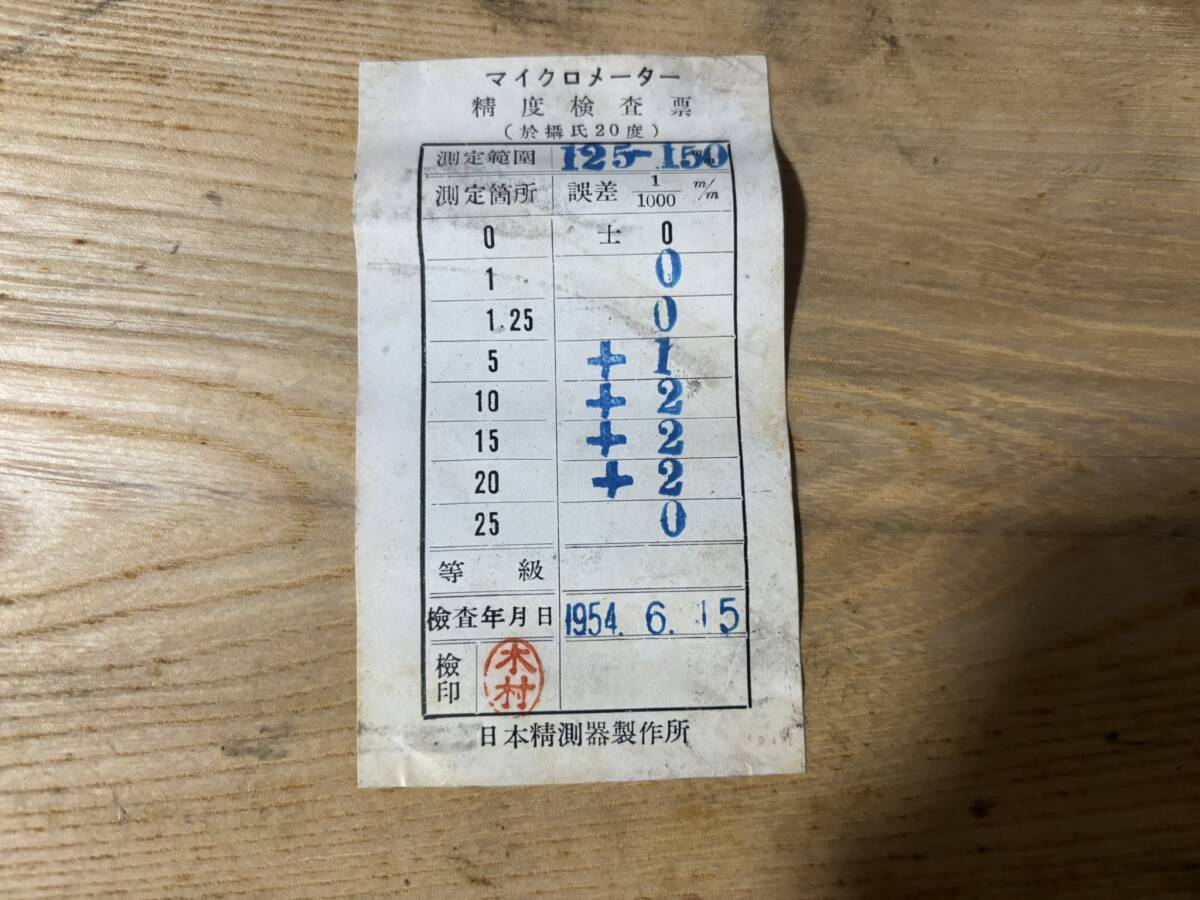 マイクロメーター
精度検査票
(於攝氏20度)
測定範圍 125-150
測定箇所 誤差 1/1000 m/m
0 ± 0
1 0
1.25 0
5 +1
10 +2
15 +2
20 +2
25 0
等級
檢査年月日 1954. 6. 15
檢印 木村
日本精測器製作所